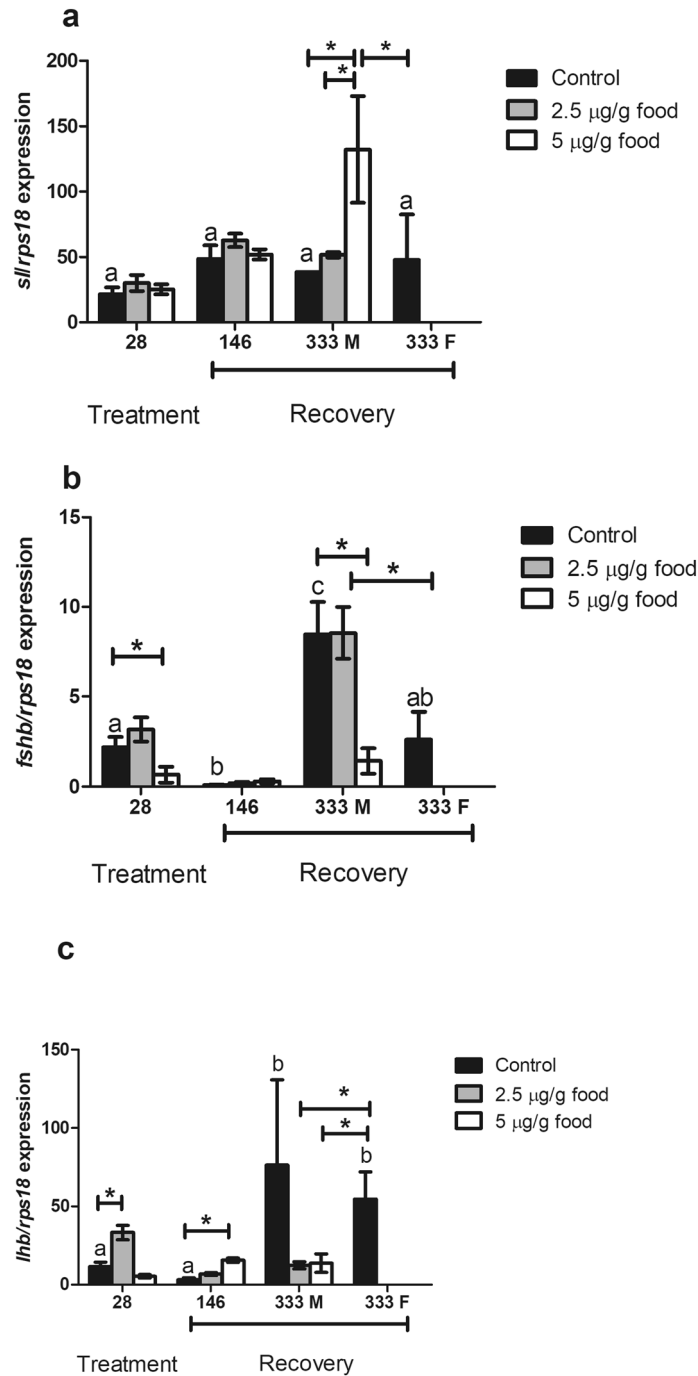 a
sl/rps18 expression
200
150
100
50
0
* *
*
a
a
a
a
28 146 333 M 333 F
Treatment Recovery
Control
2.5 µg/g food
5 µg/g food
b
fshb/rps18 expression
15
10
5
0
*
*
*
a
b
c
ab
28 146 333 M 333 F
Treatment Recovery
Control
2.5 µg/g food
5 µg/g food
c
lhb/rps18 expression
150
100
50
0
*
*
*
*
a
a
b
b
28 146 333 M 333 F
Treatment Recovery
Control
2.5 µg/g food
5 µg/g food